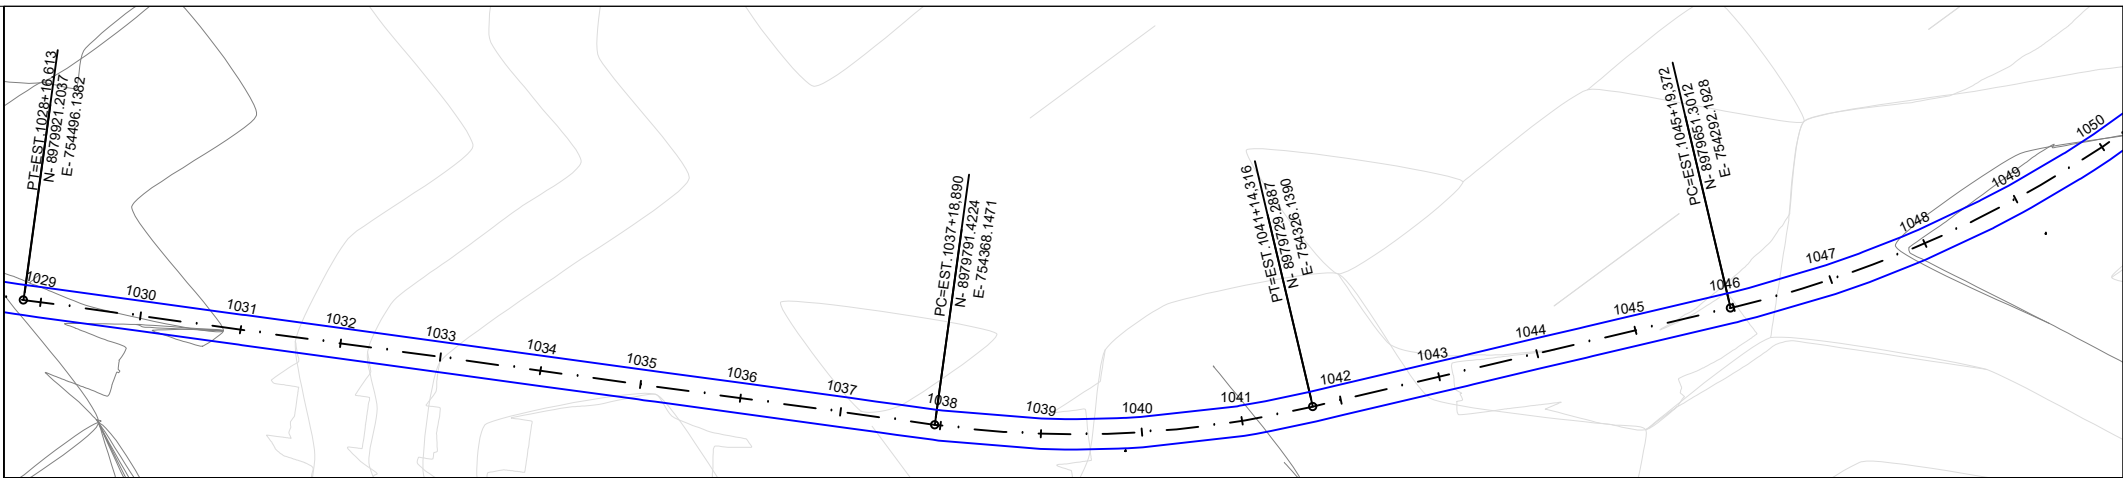 PT=EST.1028+16.613
N- 8979921.2037
E- 754496.1382
1029
1030
1031
1032
1033
1034
1035
1036
1037
PC=EST.1037+18.890
N- 8979791.4224
E- 754368.1471
1038
1039
1040
1041
PT=EST.1041+14.316
N- 8979729.2887
E- 754326.1390
1042
1043
1044
1045
PC=EST.1045+19.372
N- 8979651.3012
E- 754292.1928
1046
1047
1048
1049
1050